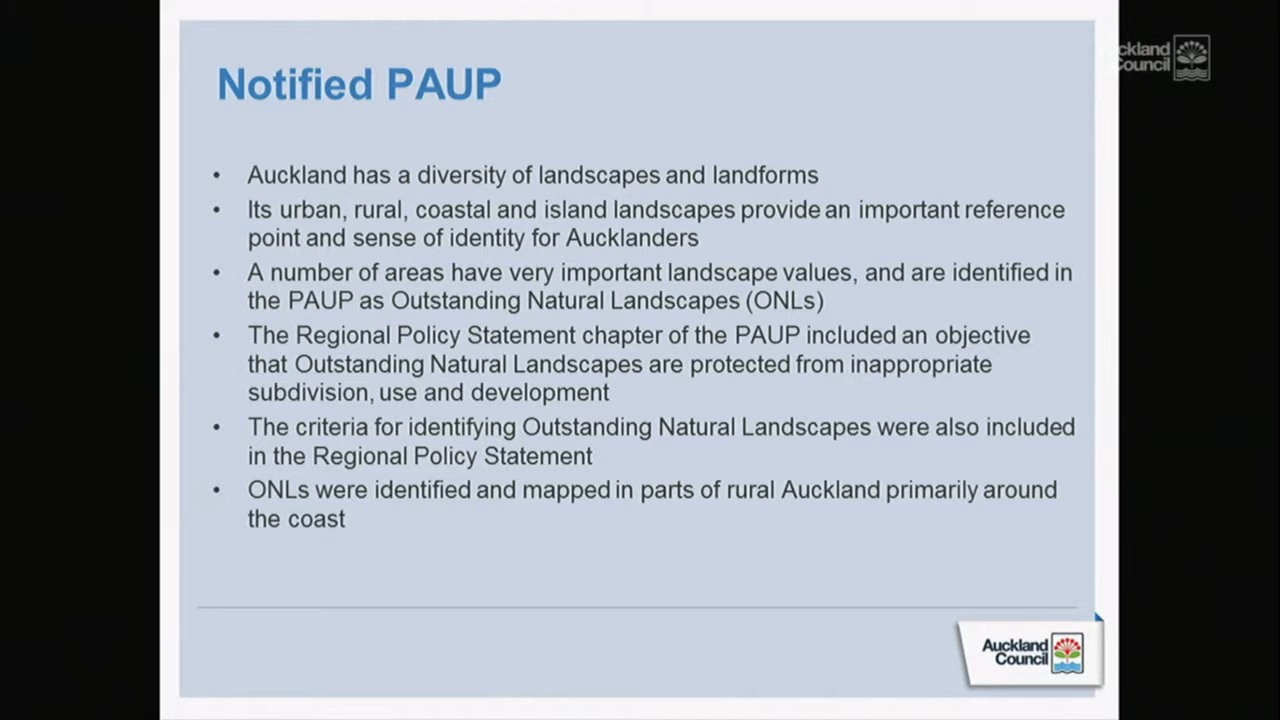 Notified PAUP
ckland
Council
• Auckland has a diversity of landscapes and landforms
• Its urban, rural, coastal and island landscapes provide an important reference
point and sense of identity for Aucklanders
• A number of areas have very important landscape values, and are identified in
the PAUP as Outstanding Natural Landscapes (ONLs)
• The Regional Policy Statement chapter of the PAUP included an objective
that Outstanding Natural Landscapes are protected from inappropriate
subdivision, use and development
• The criteria for identifying Outstanding Natural Landscapes were also included
in the Regional Policy Statement
• ONLs were identified and mapped in parts of rural Auckland primarily around
the coast
Auckland
Council